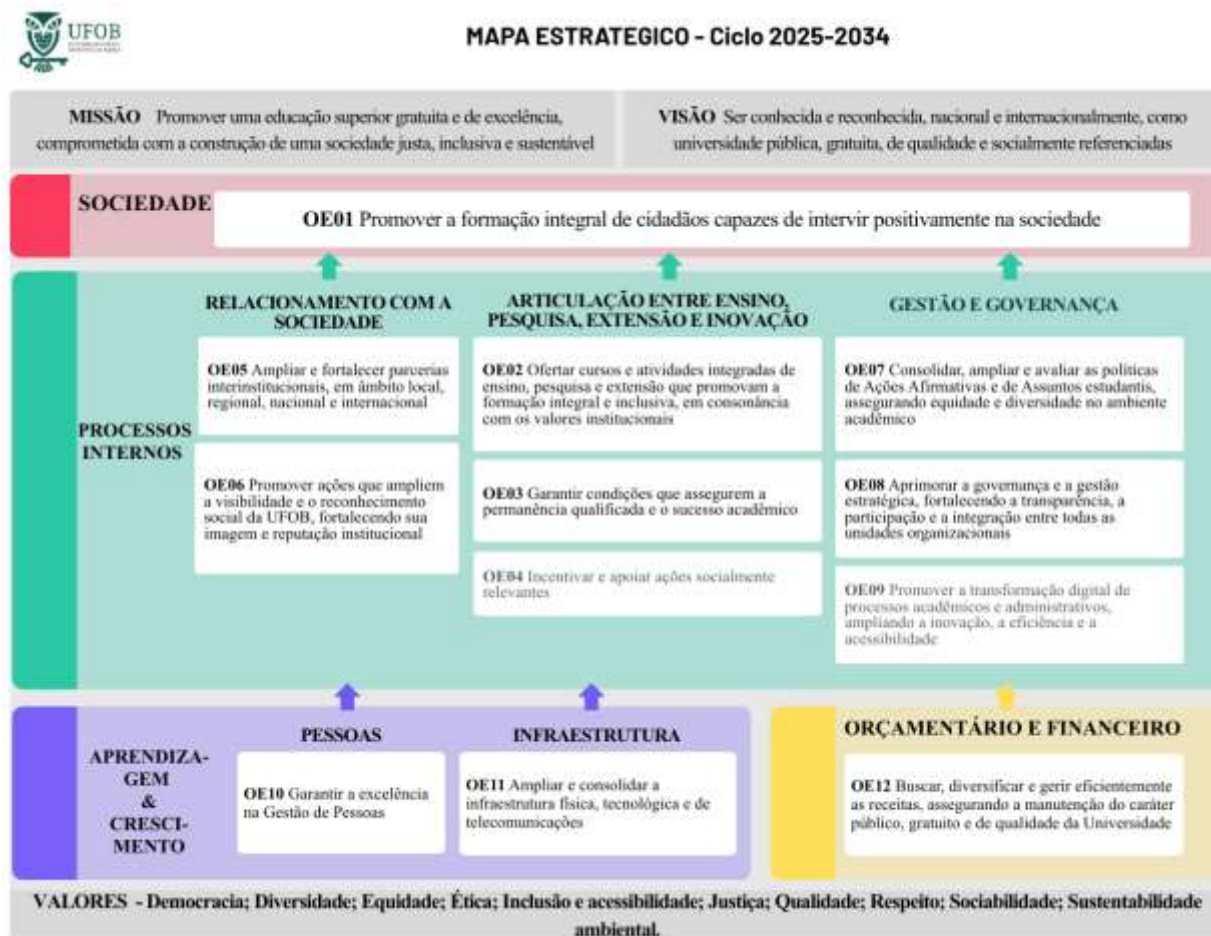 UFOB
MAPA ESTRATEGICO - Ciclo 2025-2034
MISSÃO Promover uma educação superior gratuita e de excelência,
comprometida com a construção de uma sociedade justa, inclusiva e sustentável
VISÃO Ser conhecida e reconhecida, nacional e internacionalmente, como
universidade pública, gratuita, de qualidade e socialmente referenciadas
SOCIEDADE
OE01 Promover a formação integral de cidadãos capazes de intervir positivamente na sociedade
PROCESSOS
INTERNOS
RELACIONAMENTO COM A
SOCIEDADE
OE05 Ampliar e fortalecer parcerias
interinstitucionais, em âmbito local,
regional, nacional e internacional
OE06 Promover ações que ampliem
a visibilidade e o reconhecimento
social da UFOB, fortalecendo sua
imagem e reputação institucional
ARTICULAÇÃO ENTRE ENSINO,
PESQUISA, EXTENSÃO E INOVAÇÃO
OE02 Ofertar cursos e atividades integradas de
ensino, pesquisa e extensão que promovam a
formação integral e inclusiva, em consonância
com os valores institucionais
OE03 Garantir condições que assegurem a
permanência qualificada e o sucesso acadêmico
OE04 Incentivar e apoiar ações socialmente
relevantes
GESTÃO E GOVERNANÇA
OE07 Consolidar, ampliar e avaliar as políticas
de Ações Afirmativas e de Assuntos estudantis,
assegurando equidade e diversidade no ambiente
acadêmico
OE08 Aprimorar a governança e a gestão
estratégica, fortalecendo a transparência, a
participação e a integração entre todas as
unidades organizacionais
OE09 Promover a transformação digital de
processos acadêmicos e administrativos,
ampliando a inovação, a eficiência e a
acessibilidade
APRENDIZA-
GEM
&
CRESCI-
MENTO
PESSOAS
OE10 Garantir a excelência
na Gestão de Pessoas
INFRAESTRUTURA
OE11 Ampliar e consolidar a
infraestrutura física, tecnológica e de
telecomunicações
ORÇAMENTÁRIO E FINANCEIRO
OE12 Buscar, diversificar e gerir eficientemente
as receitas, assegurando a manutenção do caráter
público, gratuito e de qualidade da Universidade
VALORES - Democracia; Diversidade; Equidade; Ética; Inclusão e acessibilidade; Justiça; Qualidade; Respeito; Sociabilidade; Sustentabilidade
ambiental.